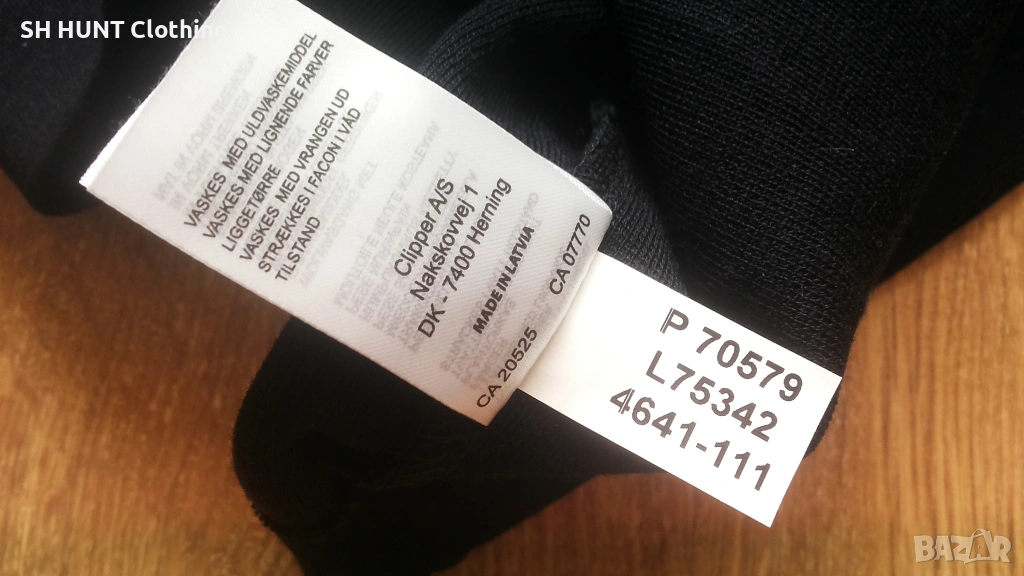 SH HUNT Clothing
VASKES MED ULDVASKEMIDDEL
VASKES MED LIGNENDE FARVER
LIGGETØRRE
VASKES MED VRANGEN UD
STRÆKKES I FACON I VÅD
TILSTAND
Clipper A/S
Nakskovvej 1
DK - 7400 Herning
MADE IN LATVIA
CA 20525
CA 07770
P 70579
L75342
4641-111
BAZAR